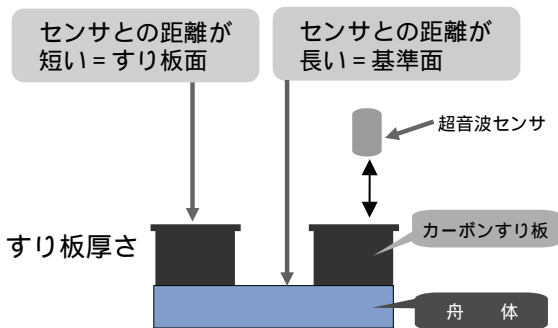 センサとの距離が
短い=すり板面
センサとの距離が
長い=基準面
超音波センサ
すり板厚さ
カーボンすり板
舟　体